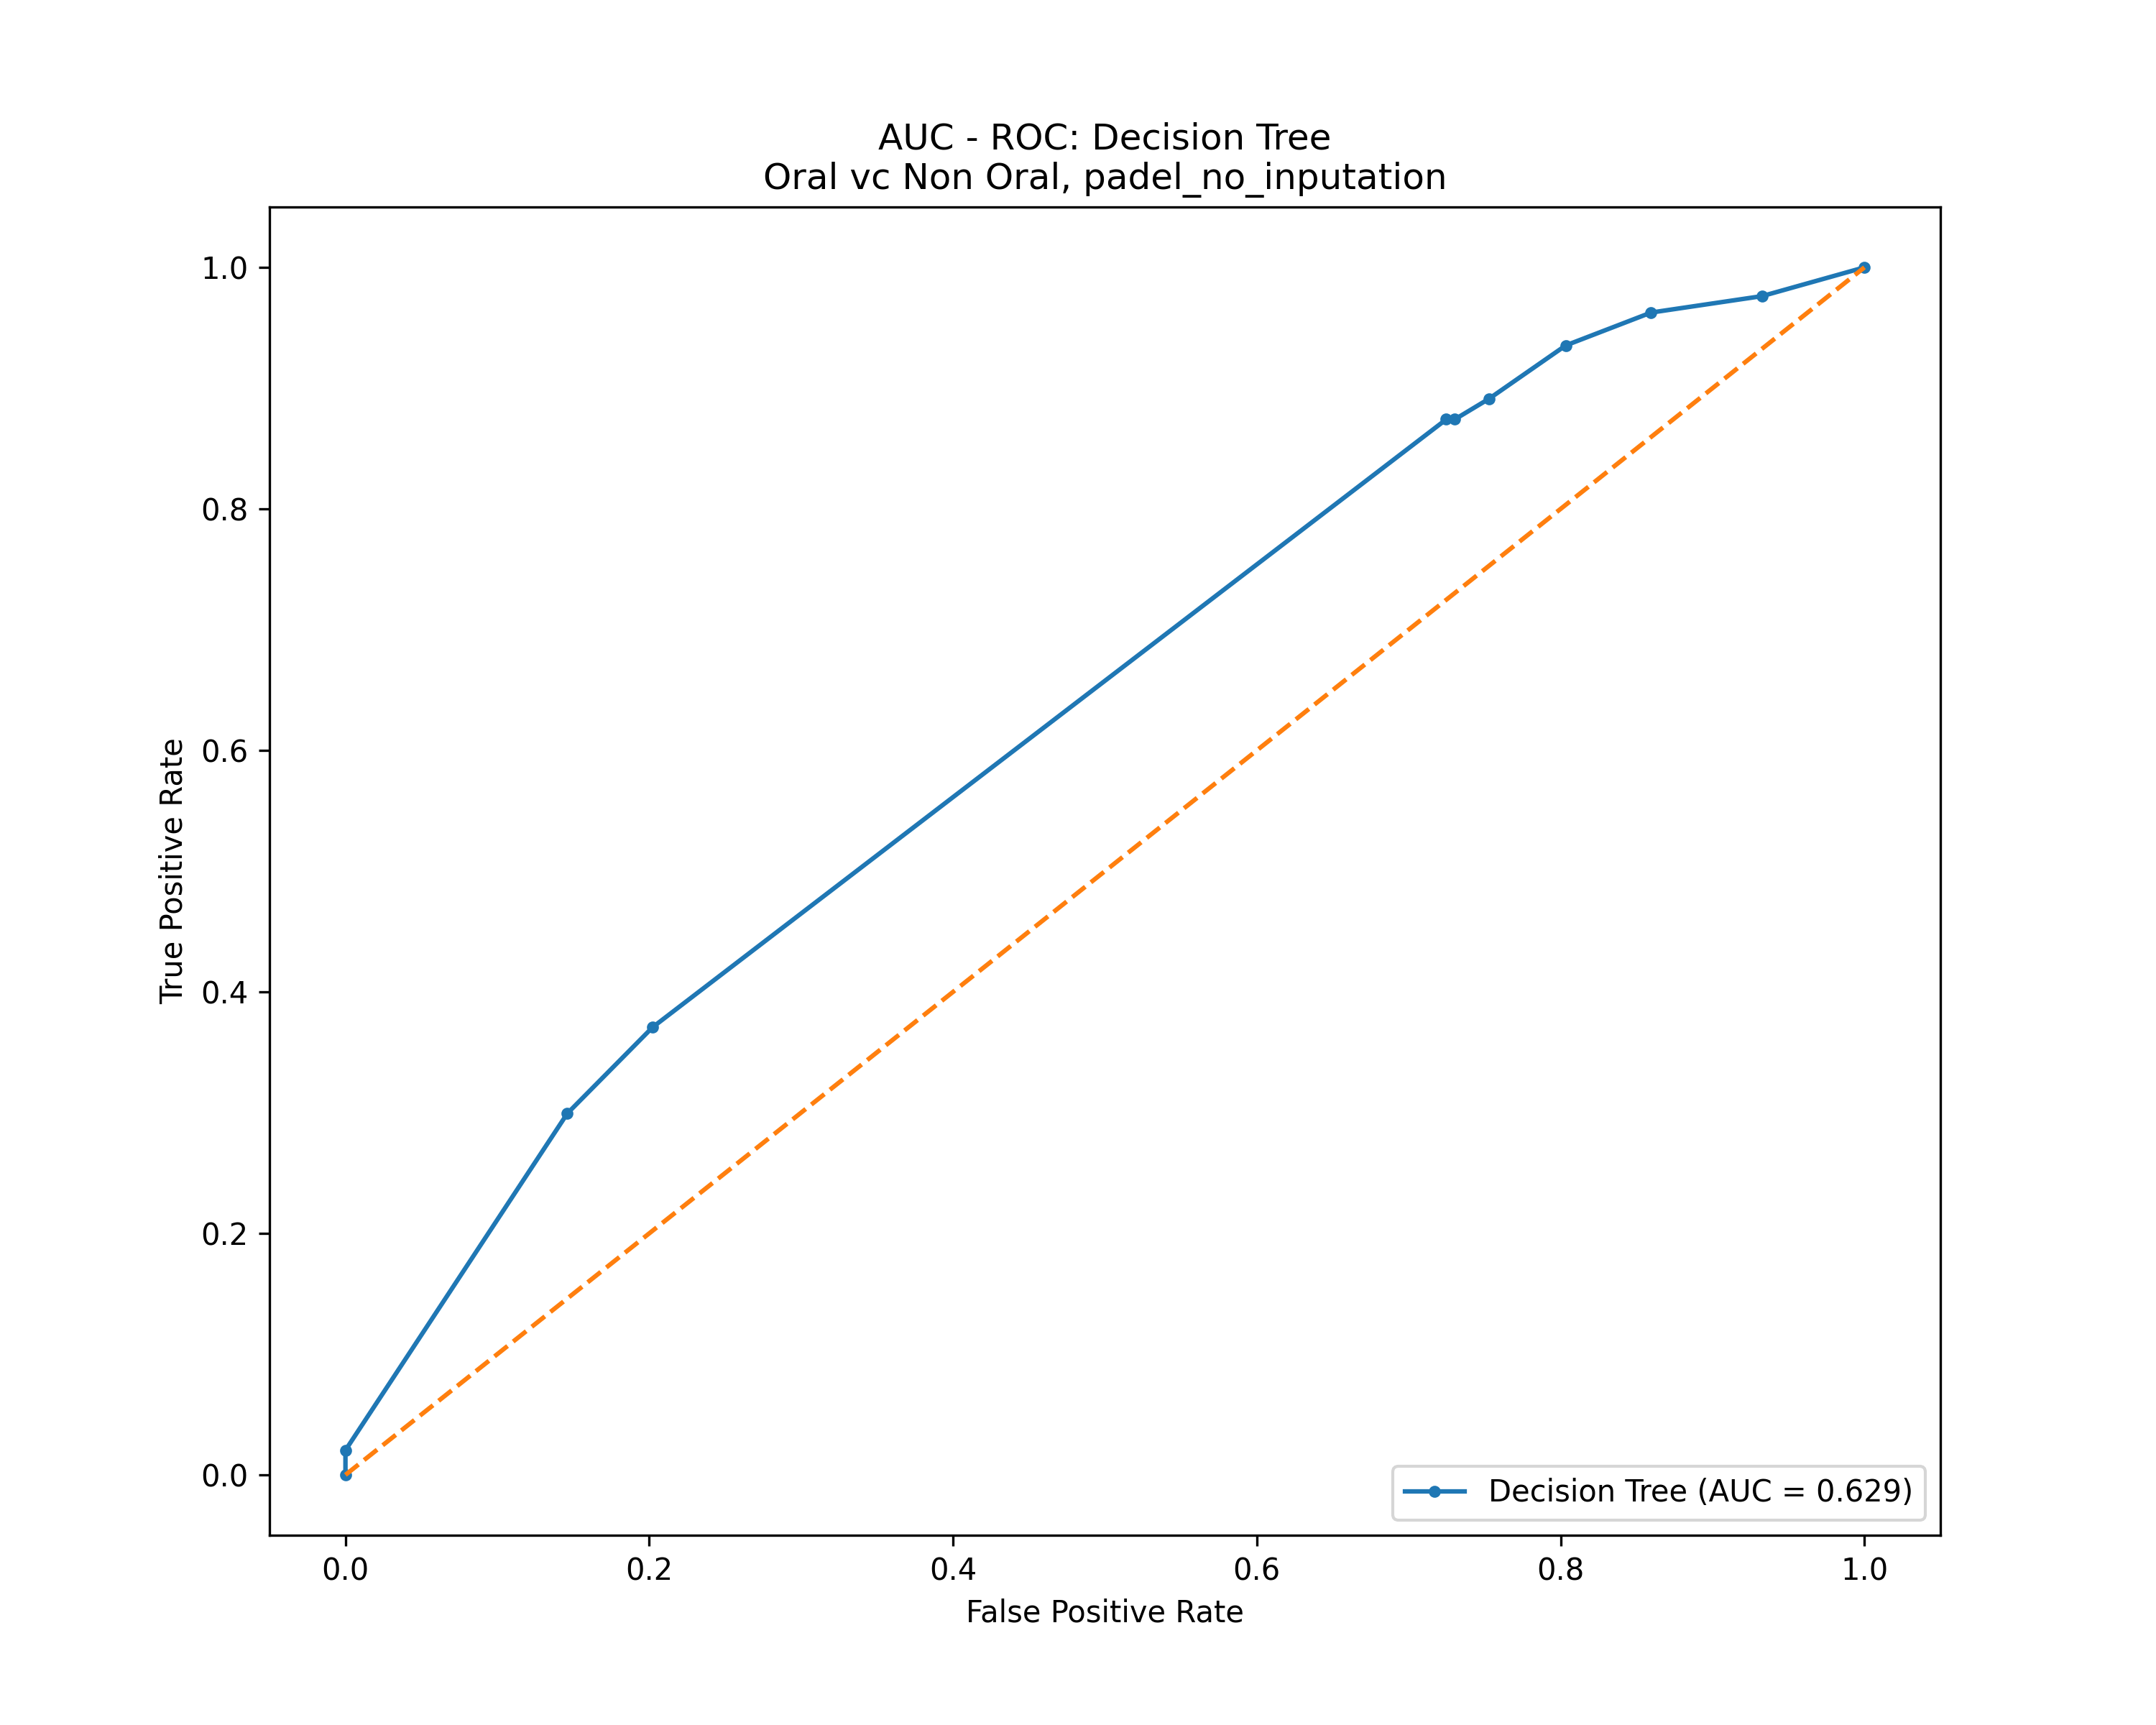 AUC - ROC: Decision Tree
Oral vc Non Oral, padel_no_inputation
True Positive Rate
1.0
0.8
0.6
0.4
0.2
0.0
Decision Tree (AUC = 0.629)
0.0 0.2 0.4 0.6 0.8 1.0
False Positive Rate